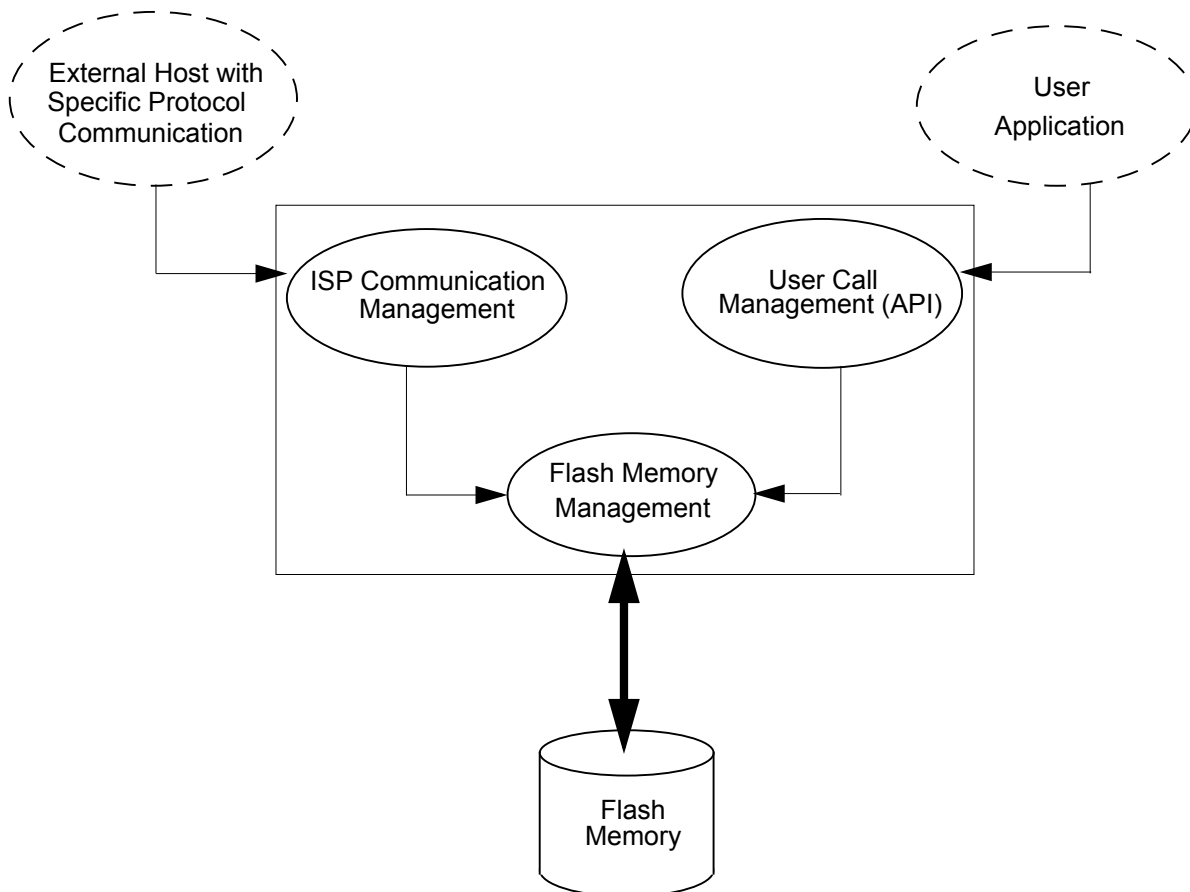 External Host with
Specific Protocol
Communication
User
Application
ISP Communication
Management
User Call
Management (API)
Flash Memory
Management
Flash
Memory